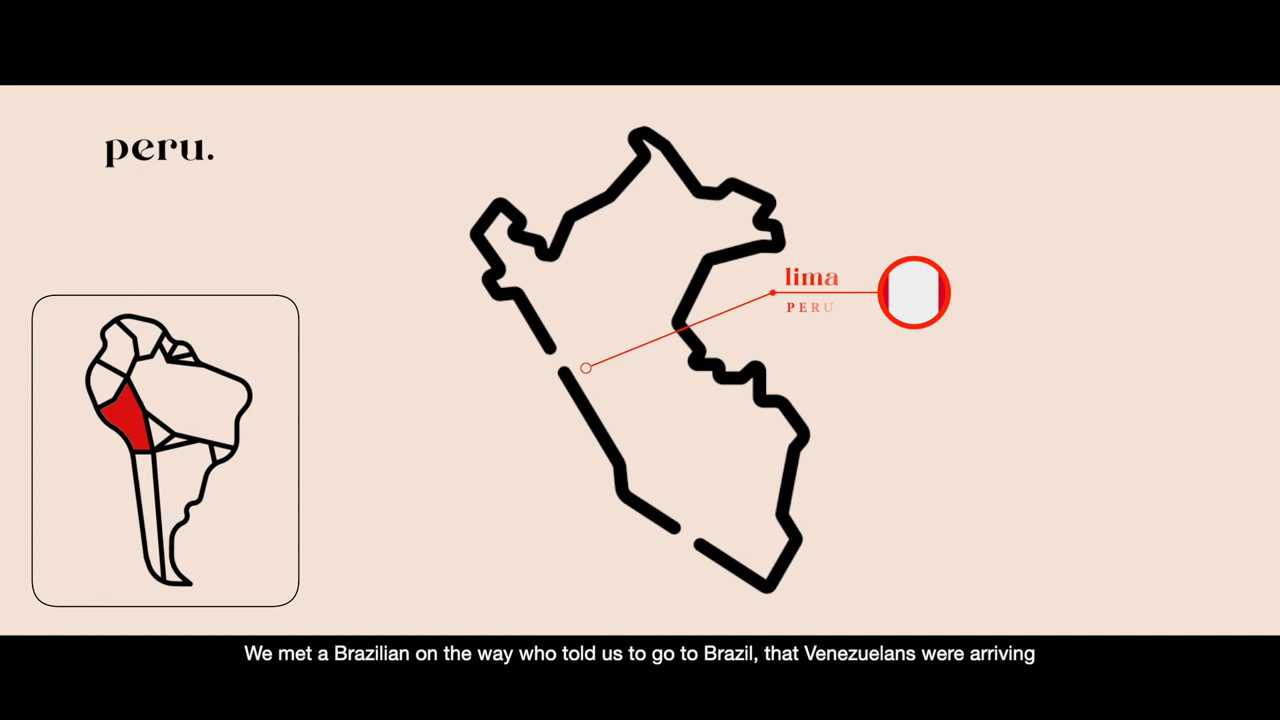 peru.
lima
PERU
We met a Brazilian on the way who told us to go to Brazil, that Venezuelans were arriving